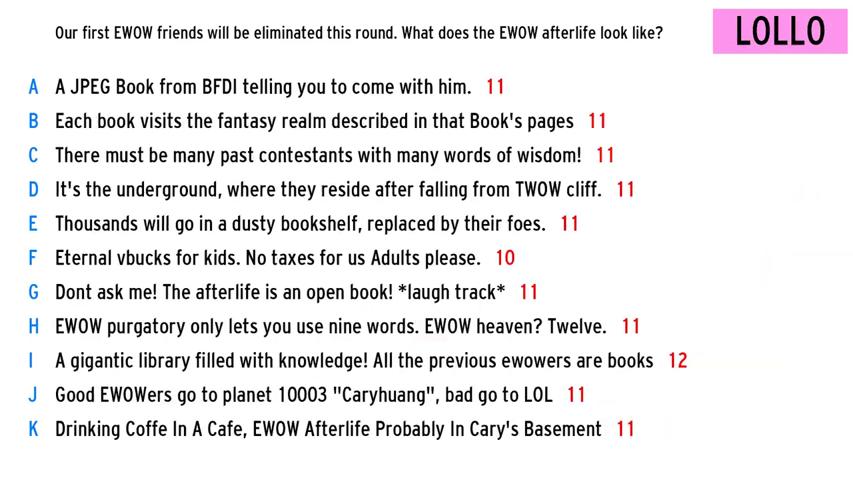 Our first EWOW friends will be eliminated this round. What does the EWOW afterlife look like?
LOLLO
A A JPEG Book from BFDI telling you to come with him. 11
B Each book visits the fantasy realm described in that Book's pages 11
C There must be many past contestants with many words of wisdom! 11
D It's the underground, where they reside after falling from TWOW cliff. 11
E Thousands will go in a dusty bookshelf, replaced by their foes. 11
F Eternal vbucks for kids. No taxes for us Adults please. 10
G Dont ask me! The afterlife is an open book! *laugh track* 11
H EWOW purgatory only lets you use nine words. EWOW heaven? Twelve. 11
I A gigantic library filled with knowledge! All the previous ewowers are books 12
J Good EWOWers go to planet 10003 "Caryhuang", bad go to LOL 11
K Drinking Coffe In A Cafe, EWOW Afterlife Probably In Cary's Basement 11